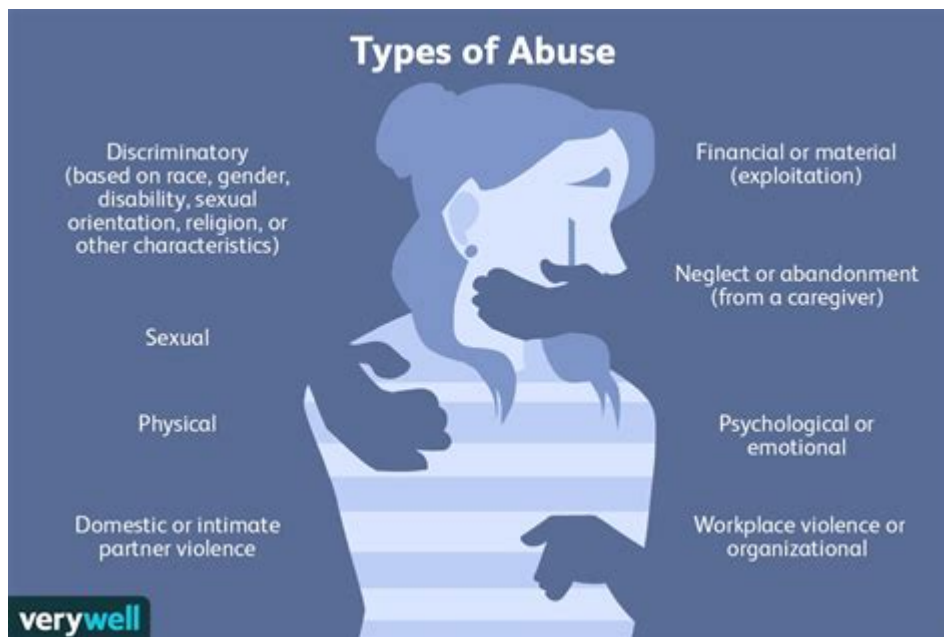 Types of Abuse
Discriminatory
(based on race, gender,
disability, sexual
orientation, religion, or
other characteristics)
Sexual
Physical
Domestic or intimate
partner violence
Financial or material
(exploitation)
Neglect or abandonment
(from a caregiver)
Psychological or
emotional
Workplace violence or
organizational
verywell